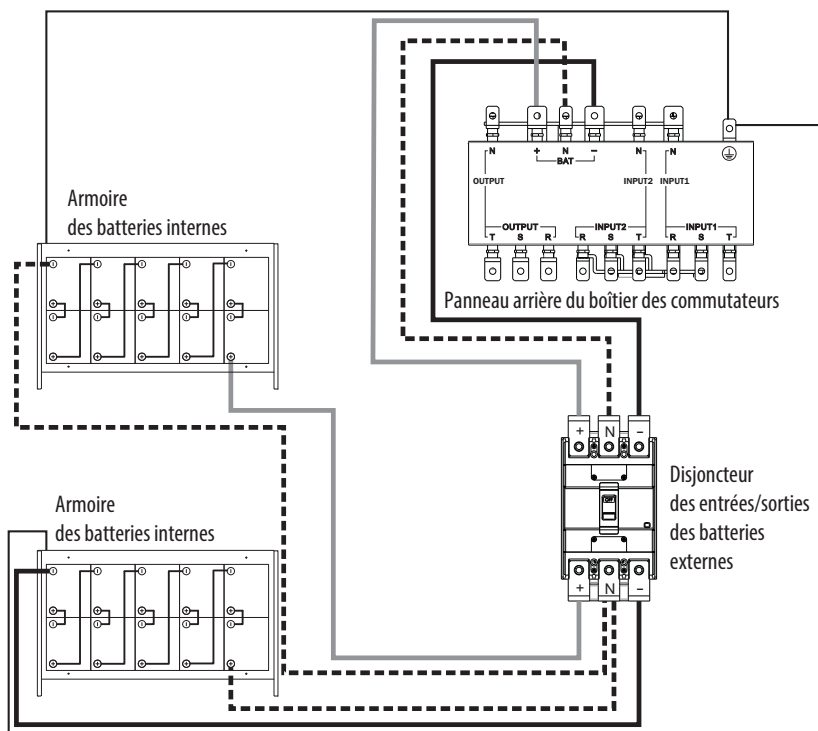 N + N – N N
BAT
OUTPUT INPUT2 INPUT1
OUTPUT INPUT2 INPUT1
T S R R S T R S T
Panneau arrière du boîtier des commutateurs
Armoire
des batteries internes
+ N –
OFF
Disjoncteur
des entrées/sorties
des batteries
externes
+ N –
Armoire
des batteries internes